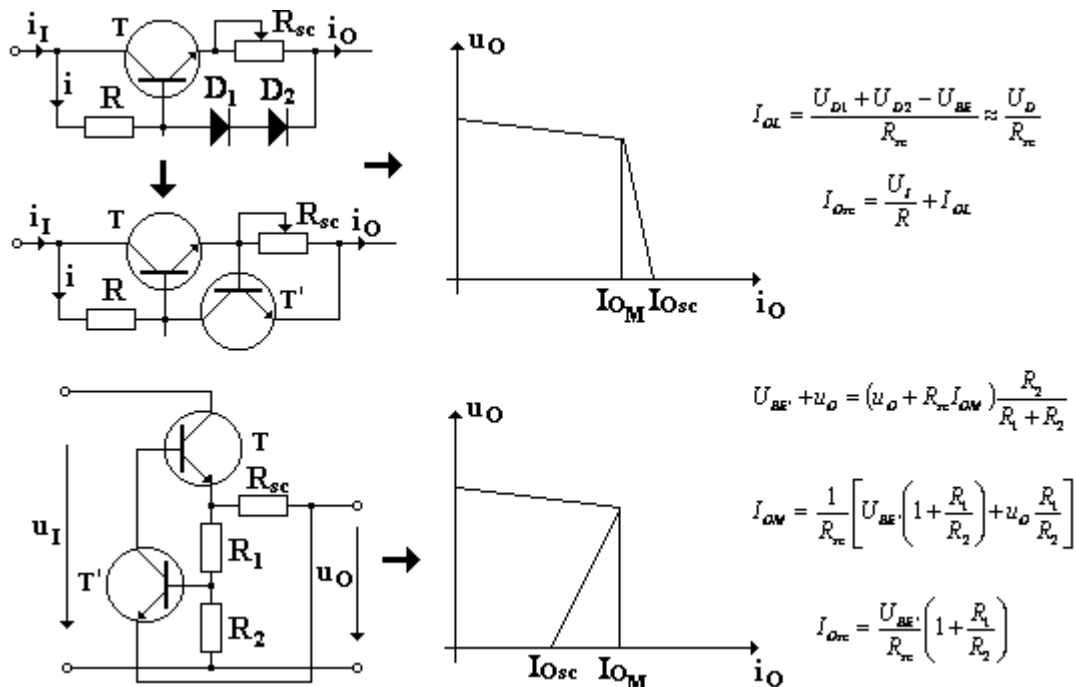 i_I T R_sc i_O
i
R D_1 D_2
i_I T R_sc i_O
i
R T'
u_O
I_OM I_Osc i_O
I_OL = (U_D1 + U_D2 − U_BE) / R_sc ≈ U_D / R_sc
I_Osc = U_I / R + I_OL
T
R_sc
u_I R_1
T' u_O
R_2
u_O
I_Osc I_OM i_O
U_BE' + u_O = (u_O + R_sc I_OM) R_2 / (R_1 + R_2)
I_OM = 1 / R_sc [U_BE' (1 + R_1 / R_2) + u_O R_1 / R_2]
I_Osc = U_BE' / R_sc (1 + R_1 / R_2)